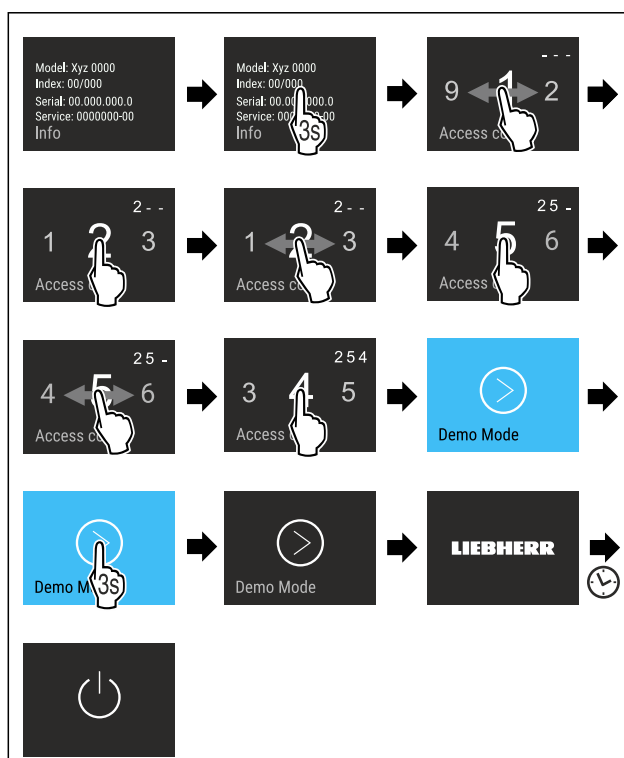 Model: Xyz 0000
Index: 00/000
Serial: 00.000.000.0
Service: 0000000-00
Info
Model: Xyz 0000
Index: 00/000
Serial: 00.000.0
Service: 00 -00
Info
3s
- - -
9 1 2
Access
2 - -
1 2 3
Access
2 - -
1 2 3
Access
2 5 -
4 5 6
Access
2 5 -
4 5 6
Access
2 5 4
3 4 5
Access
Demo Mode
Demo
3s
Demo Mode
LIEBHERR